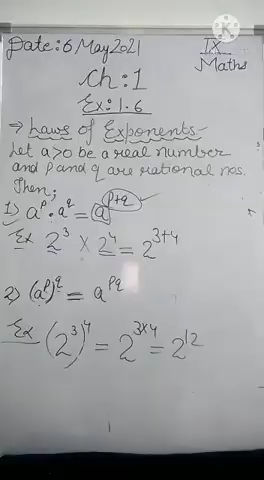 Date: 6 May 2021
IX
Maths
Ch: 1
Ex: 1.6
⇒ Laws of Exponents
Let a>0 be a real number
and p and q are rational nos.
Then;
1) a^p · a^q = a^(p+q)
Ex 2^3 × 2^4 = 2^(3+4)
2) (a^p)^q = a^(pq)
Ex (2^3)^4 = 2^(3×4) = 2^12